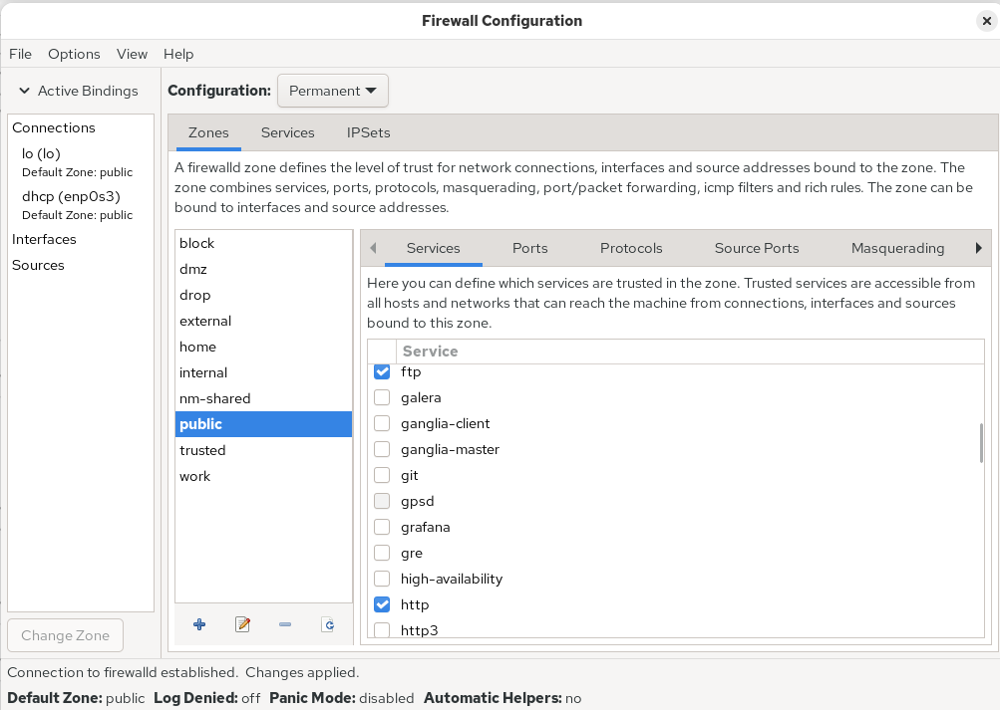 Firewall Configuration
File Options View Help
Active Bindings
Configuration: Permanent
Connections
lo (lo)
Default Zone: public
dhcp (enp0s3)
Default Zone: public
Interfaces
Sources
Change Zone
Zones Services IPSets
A firewalld zone defines the level of trust for network connections, interfaces and source addresses bound to the zone. The
zone combines services, ports, protocols, masquerading, port/packet forwarding, icmp filters and rich rules. The zone can be
bound to interfaces and source addresses.
block
dmz
drop
external
home
internal
nm-shared
public
trusted
work
Services Ports Protocols Source Ports Masquerading
Here you can define which services are trusted in the zone. Trusted services are accessible from
all hosts and networks that can reach the machine from connections, interfaces and sources
bound to this zone.
Service
ftp
galera
ganglia-client
ganglia-master
git
gpsd
grafana
gre
high-availability
http
http3
Connection to firewalld established. Changes applied.
Default Zone: public Log Denied: off Panic Mode: disabled Automatic Helpers: no